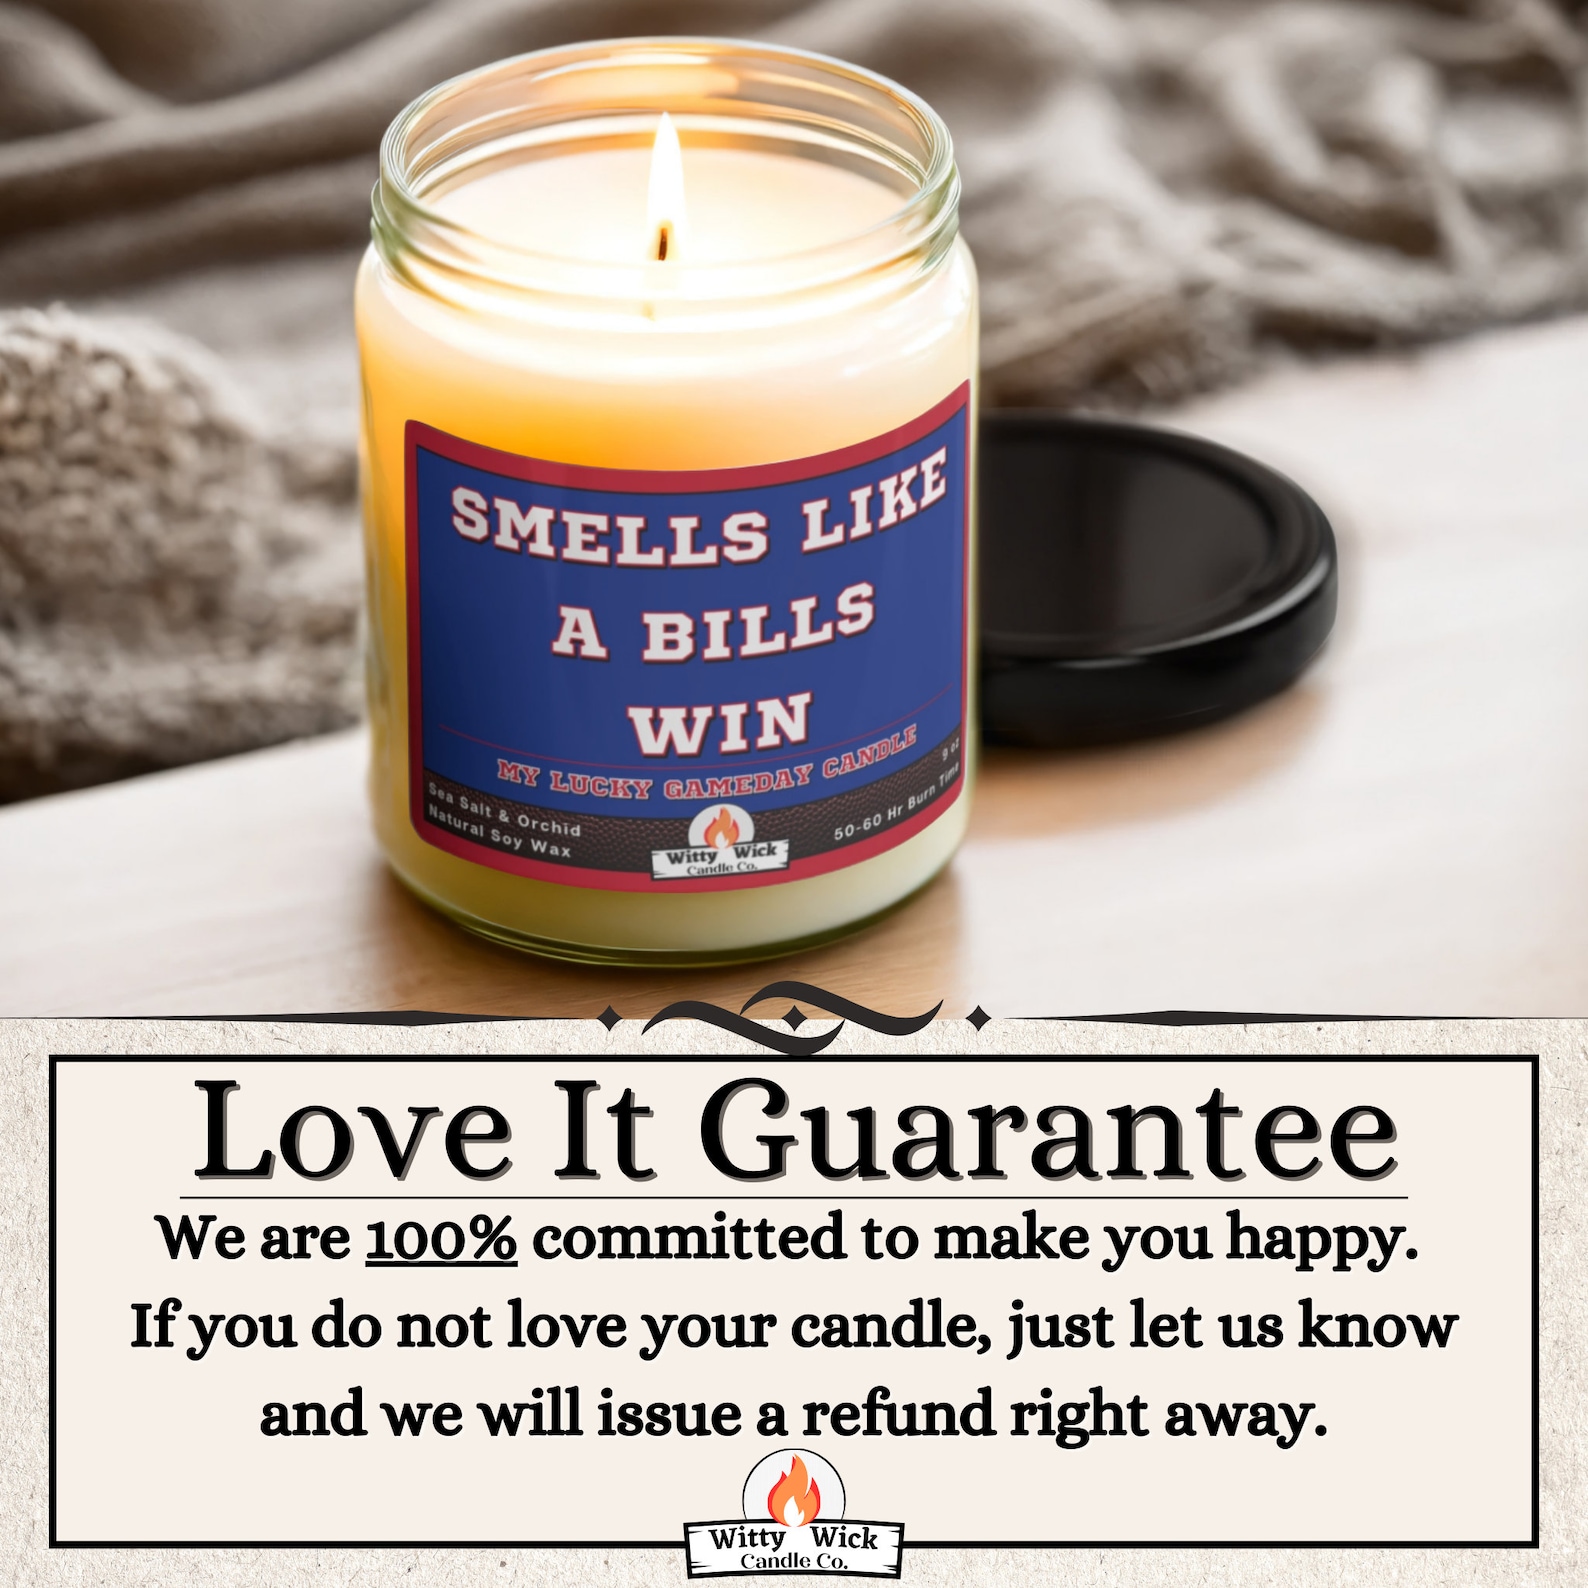 SMELLS LIKE
A BILLS
WIN
MY LUCKY GAMEDAY CANDLE
Sea Salt & Orchid
Natural Soy Wax
9 oz
50-60 Hr Burn Time
Witty Wick
Candle Co.
Love It Guarantee
We are 100% committed to make you happy.
If you do not love your candle, just let us know
and we will issue a refund right away.
Witty Wick
Candle Co.